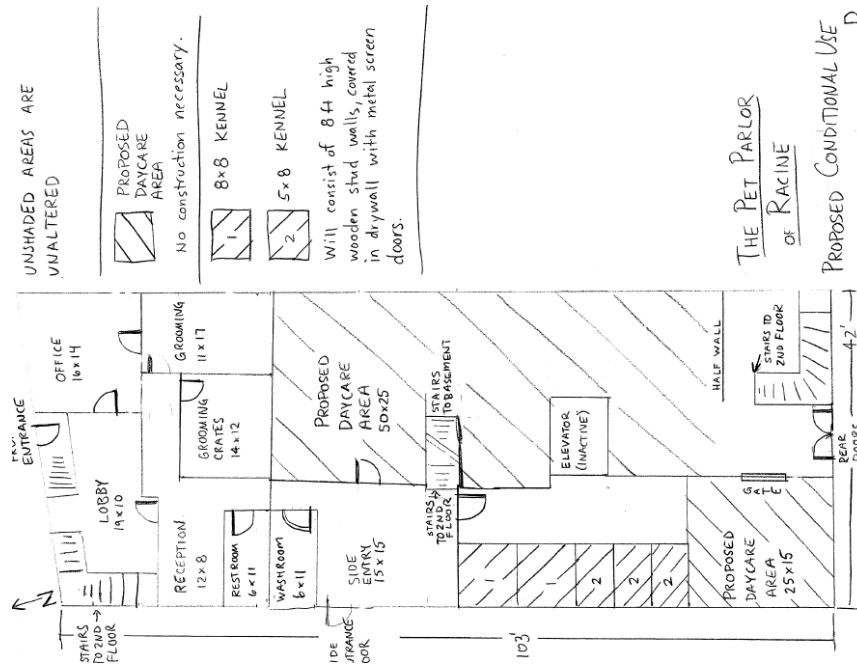 UNSHADED AREAS ARE
UNALTERED
PROPOSED
DAYCARE
AREA
No construction necessary.
1
8x8 KENNEL
2
5x8 KENNEL
Will consist of 8 ft high
wooden stud walls, covered
in drywall with metal screen
doors.
THE PET PARLOR
OF RACINE
PROPOSED CONDITIONAL USE
N
ENTRANCE
OFFICE
16x14
LOBBY
19x10
STAIRS
TO 2ND
FLOOR
GROOMING
11x17
GROOMING
CRATES
14x12
RECEPTION
12x8
RESTROOM
6x11
WASHROOM
6x11
SIDE
ENTRY
15x15
PROPOSED
DAYCARE
AREA
50x25
STAIRS
TO BASEMENT
STAIRS
TO 2ND
FLOOR
ELEVATOR
(INACTIVE)
1
1
2
2
2
HALF WALL
STAIRS TO
2ND FLOOR
GATE
PROPOSED
DAYCARE
AREA
25x15
REAR
DOORS
42'
103'